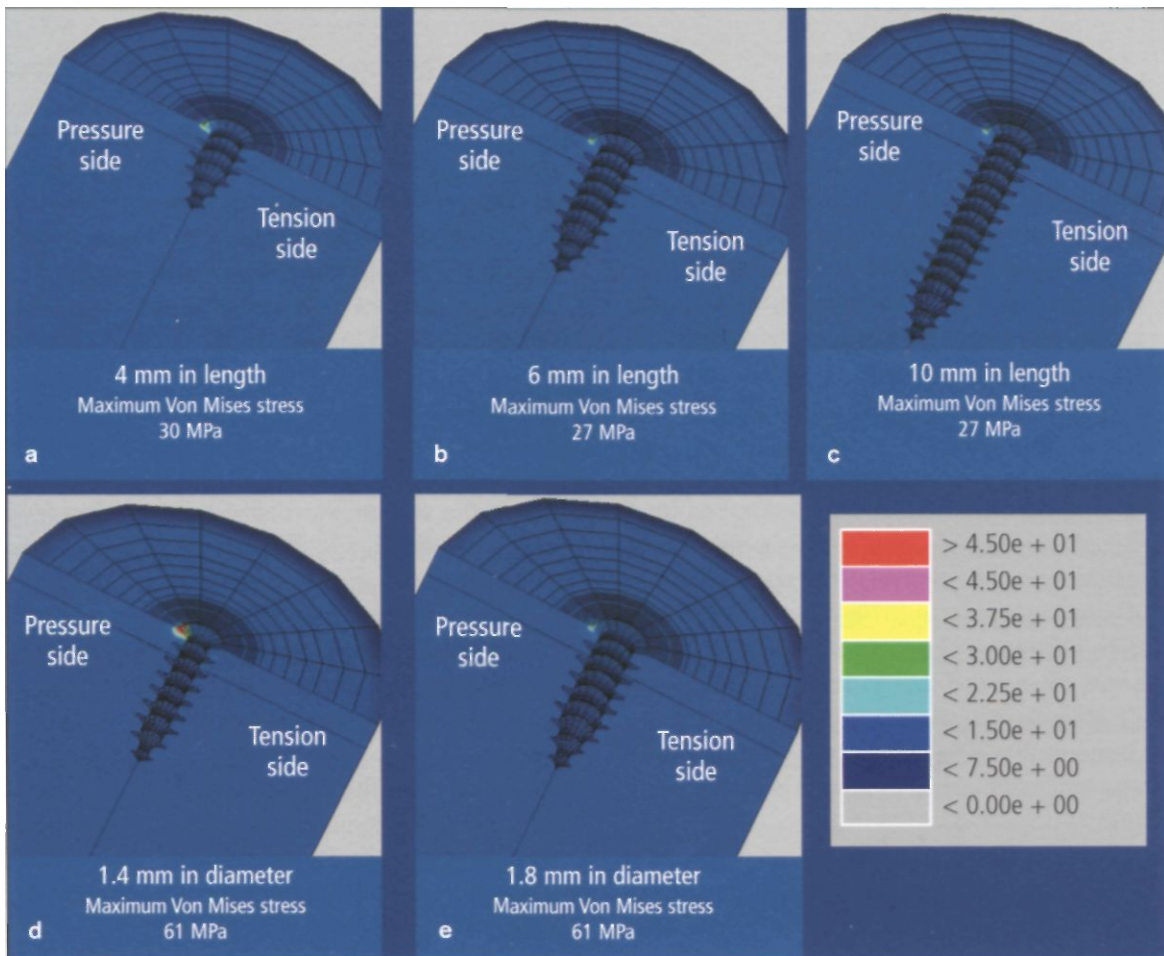 Pressure
side
Tension
side
4 mm in length
Maximum Von Mises stress
30 MPa
a
Pressure
side
Tension
side
6 mm in length
Maximum Von Mises stress
27 MPa
b
Pressure
side
Tension
side
10 mm in length
Maximum Von Mises stress
27 MPa
c
Pressure
side
Tension
side
1.4 mm in diameter
Maximum Von Mises stress
61 MPa
d
Pressure
side
Tension
side
1.8 mm in diameter
Maximum Von Mises stress
61 MPa
e
> 4.50e + 01
< 4.50e + 01
< 3.75e + 01
< 3.00e + 01
< 2.25e + 01
< 1.50e + 01
< 7.50e + 00
< 0.00e + 00